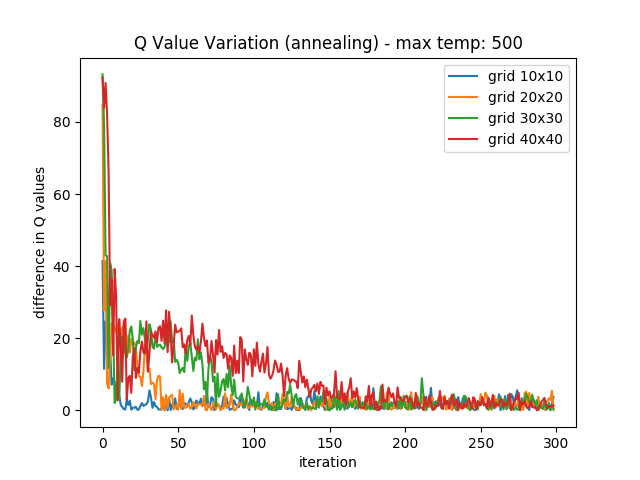 Q Value Variation (annealing) - max temp: 500
grid 10x10
grid 20x20
grid 30x30
grid 40x40
difference in Q values
80
60
40
20
0
0 50 100 150 200 250 300
iteration